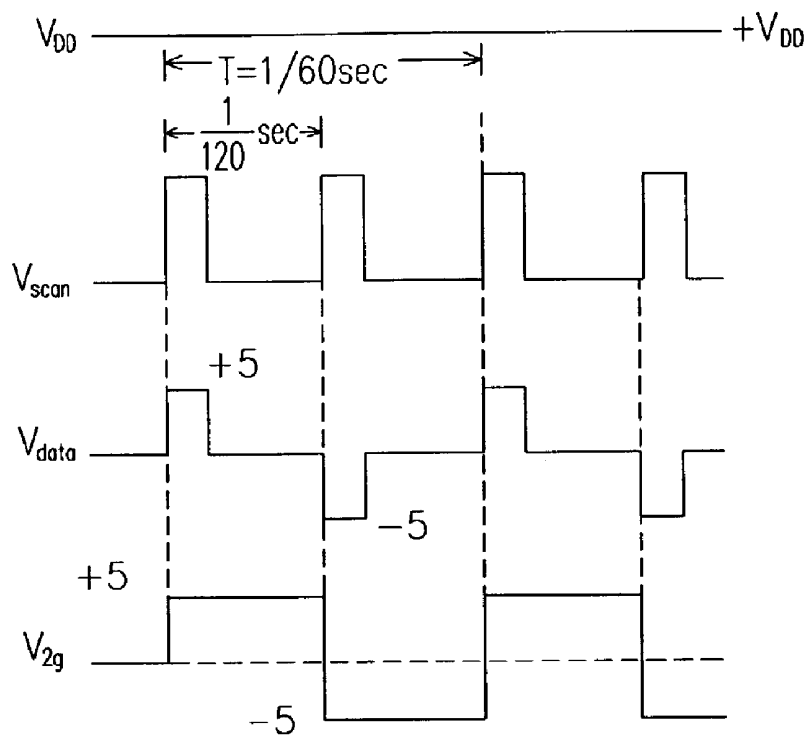 V_DD +V_DD
T=1/60sec
1/120 sec
V_scan
+5
V_data
-5
+5
V_2g
-5